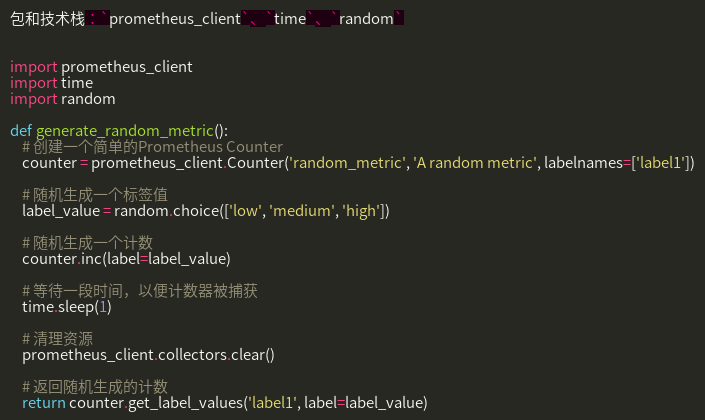 包和技术栈：`prometheus_client`、`time`、`random`
import prometheus_client
import time
import random
def generate_random_metric():
    # 创建一个简单的Prometheus Counter
    counter = prometheus_client.Counter('random_metric', 'A random metric', labelnames=['label1'])
    # 随机生成一个标签值
    label_value = random.choice(['low', 'medium', 'high'])
    # 随机生成一个计数
    counter.inc(label=label_value)
    # 等待一段时间，以便计数器被捕获
    time.sleep(1)
    # 清理资源
    prometheus_client.collectors.clear()
    # 返回随机生成的计数
    return counter.get_label_values('label1', label=label_value)